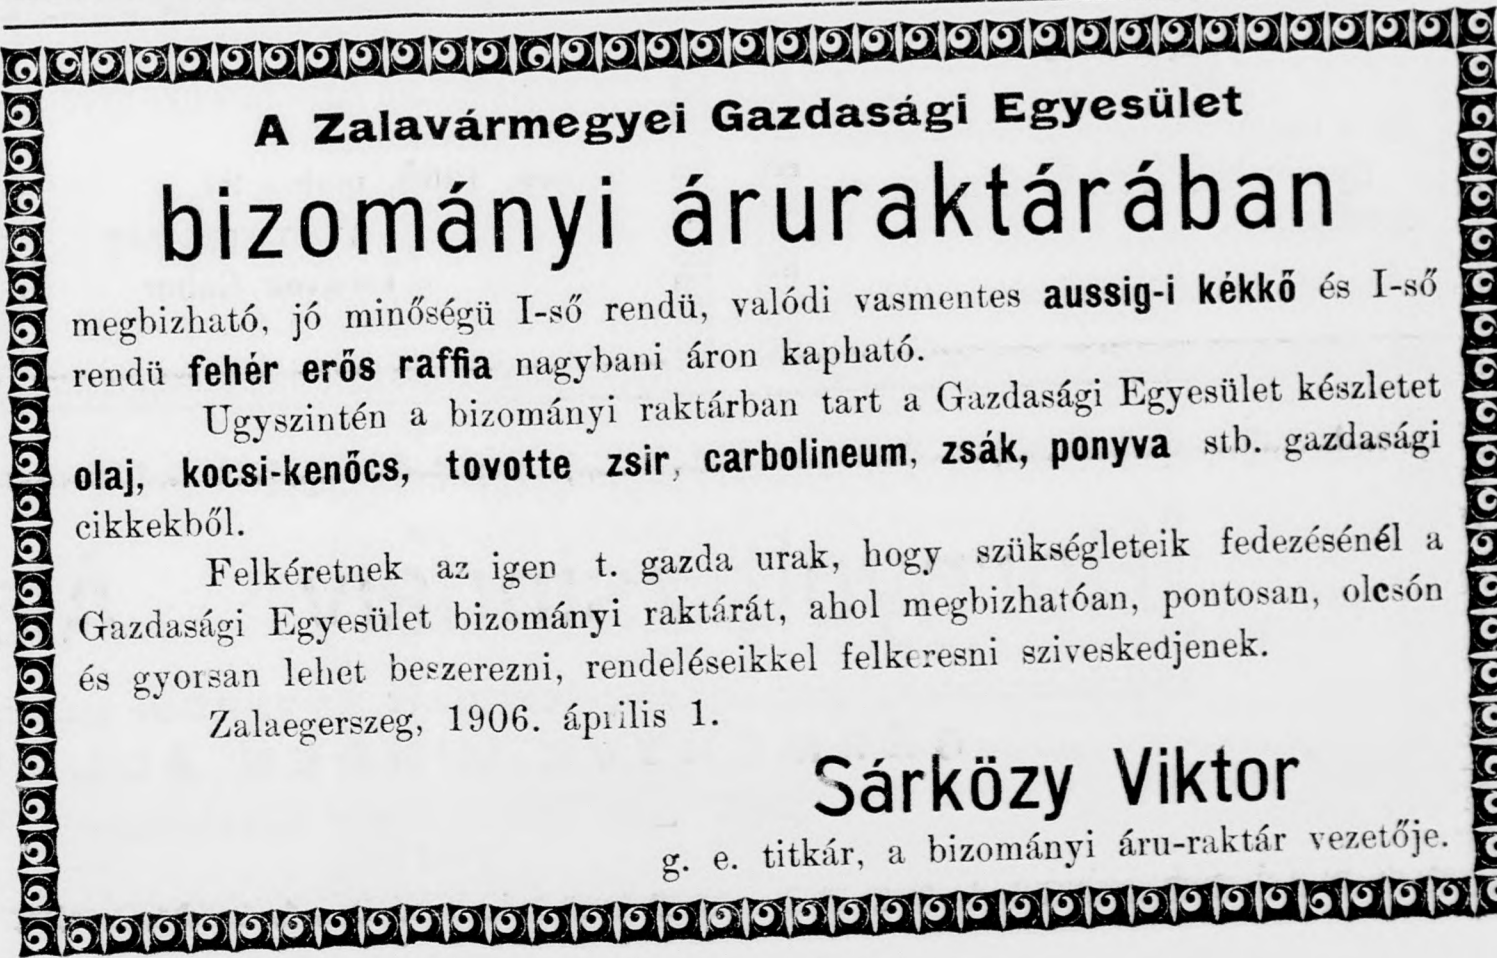 A Zalavármegyei Gazdasági Egyesület
bizományi áruraktárában
megbizható, jó minőségü I-ső rendü, valódi vasmentes aussig-i kékkő és I-ső
rendü fehér erős raffia nagybani áron kapható.
Ugyszintén a bizományi raktárban tart a Gazdasági Egyesület készletet
olaj, kocsi-kenőcs, tovotte zsir, carbolineum, zsák, ponyva stb. gazdasági
cikkekből.
Felkéretnek az igen t. gazda urak, hogy szükségleteik fedezésénél a
Gazdasági Egyesület bizományi raktárát, ahol megbizhatóan, pontosan, olcsón
és gyorsan lehet beszerezni, rendeléseikkel felkeresni sziveskedjenek.
Zalaegerszeg, 1906. április 1.
Sárközy Viktor
g. e. titkár, a bizományi áru-raktár vezetője.